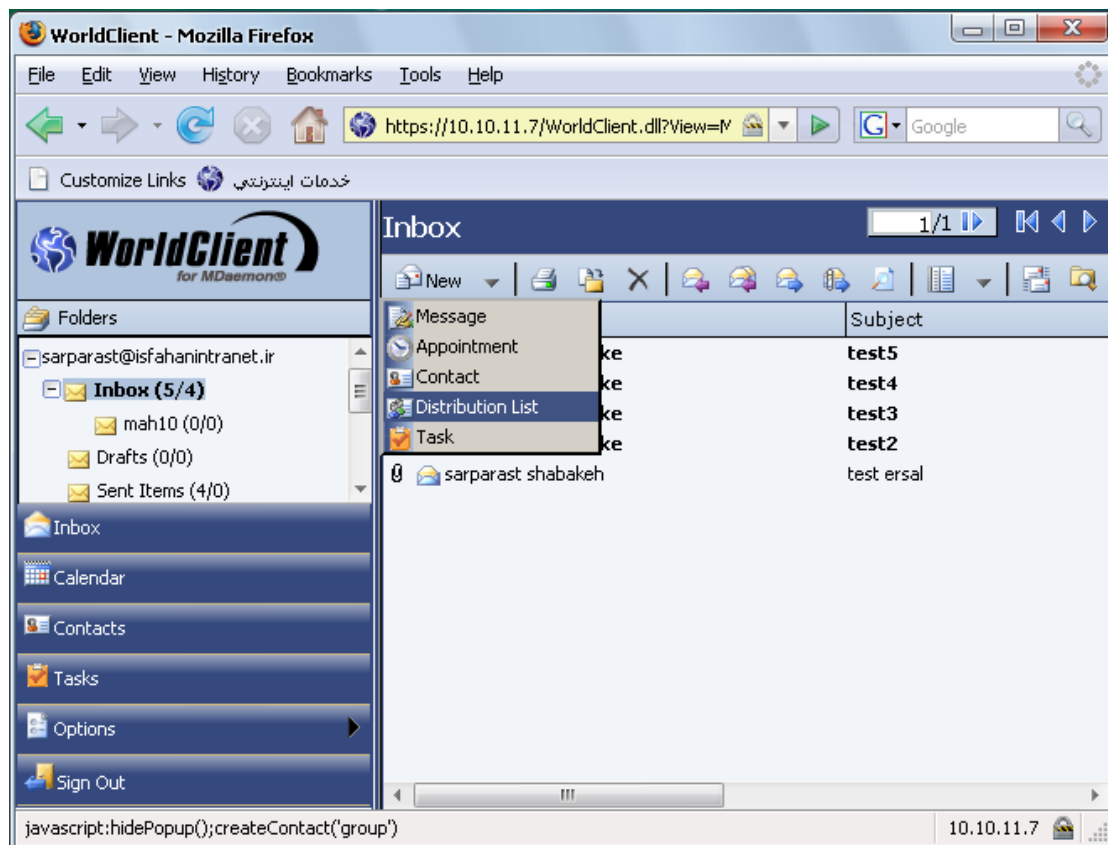 WorldClient - Mozilla Firefox
File Edit View History Bookmarks Tools Help
https://10.10.11.7/WorldClient.dll?View=M G Google
Customize Links خدمات اینترنتي
WorldClient
for MDaemon®
Folders
sarparast@isfahanintranet.ir
Inbox (5/4)
mah10 (0/0)
Drafts (0/0)
Sent Items (4/0)
Inbox
Calendar
Contacts
Tasks
Options
Sign Out
Inbox 1/1
New
Message
Appointment
Contact
Distribution List
Task
Subject
ke test5
ke test4
ke test3
ke test2
sarparast shabakeh test ersal
javascript:hidePopup();createContact('group') 10.10.11.7